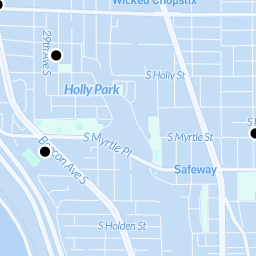 Wicked Chopstix
29th Ave S
S Holly St
Holly Park
S Myrtle Pl
S Myrtle St
Beacon Ave S
Safeway
S Holden St